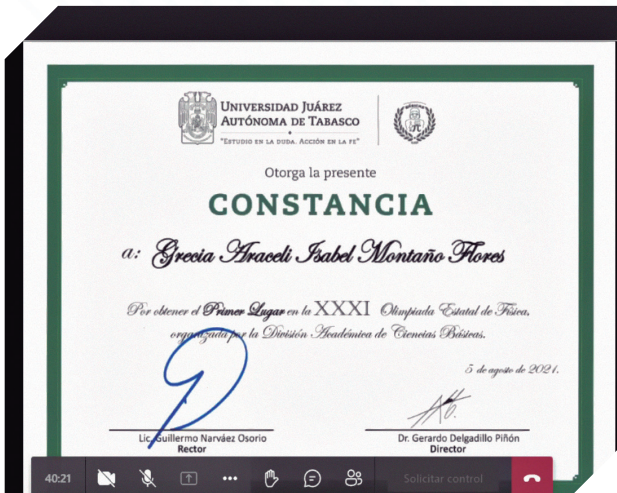 UNIVERSIDAD JUÁREZ
AUTÓNOMA DE TABASCO
"ESTUDIO EN LA DUDA. ACCIÓN EN LA FE"
Otorga la presente
CONSTANCIA
a: Grecia Araceli Isabel Montaño Flores
Por obtener el Primer Lugar en la XXXI Olimpiada Estatal de Física,
organizada por la División Académica de Ciencias Básicas.
5 de agosto de 2021.
Lic. Guillermo Narváez Osorio
Rector
Dr. Gerardo Delgadillo Piñón
Director
40:21
Solicitar control